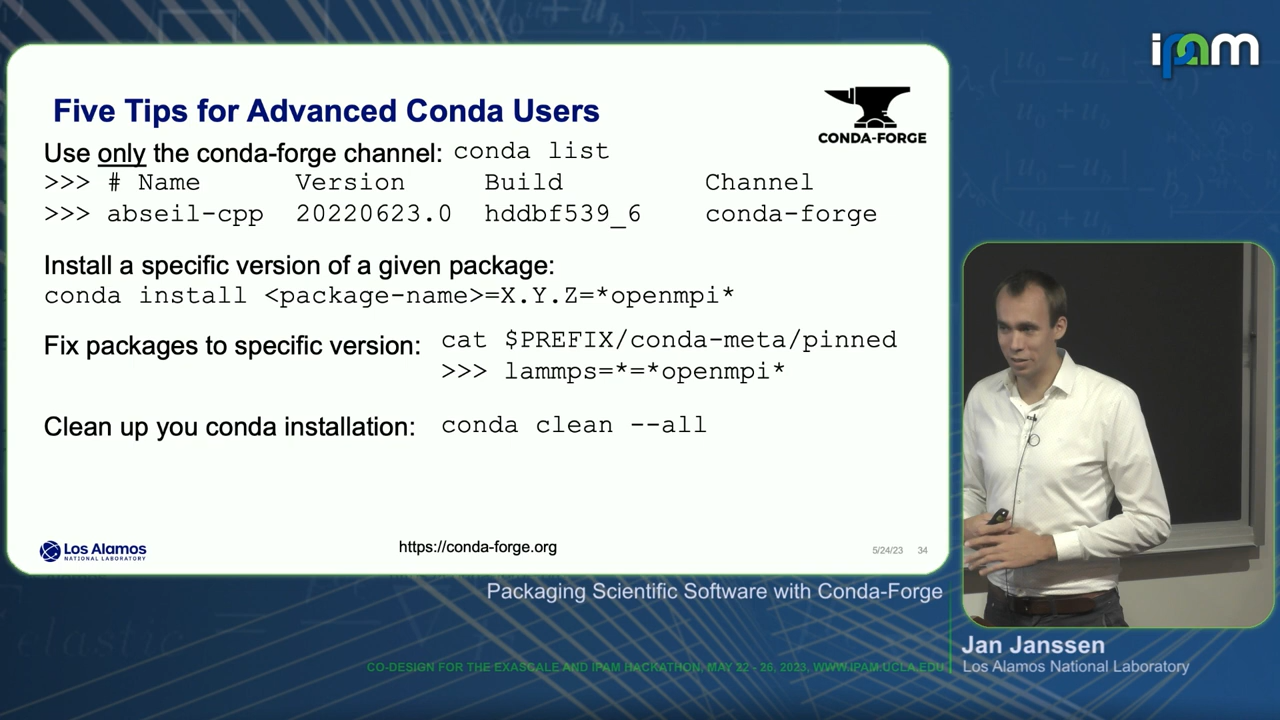 ipam
Five Tips for Advanced Conda Users
CONDA-FORGE
Use only the conda-forge channel: conda list
>>> # Name Version Build Channel
>>> abseil-cpp 20220623.0 hddbf539_6 conda-forge
Install a specific version of a given package:
conda install <package-name>=X.Y.Z=*openmpi*
Fix packages to specific version: cat $PREFIX/conda-meta/pinned
>>> lammps=*=*openmpi*
Clean up you conda installation: conda clean --all
Los Alamos
NATIONAL LABORATORY
https://conda-forge.org
5/24/23 34
Packaging Scientific Software with Conda-Forge
Jan Janssen
Los Alamos National Laboratory
CO-DESIGN FOR THE EXASCALE AND IPAM HACKATHON, MAY 22 - 26, 2023, WWW.IPAM.UCLA.EDU